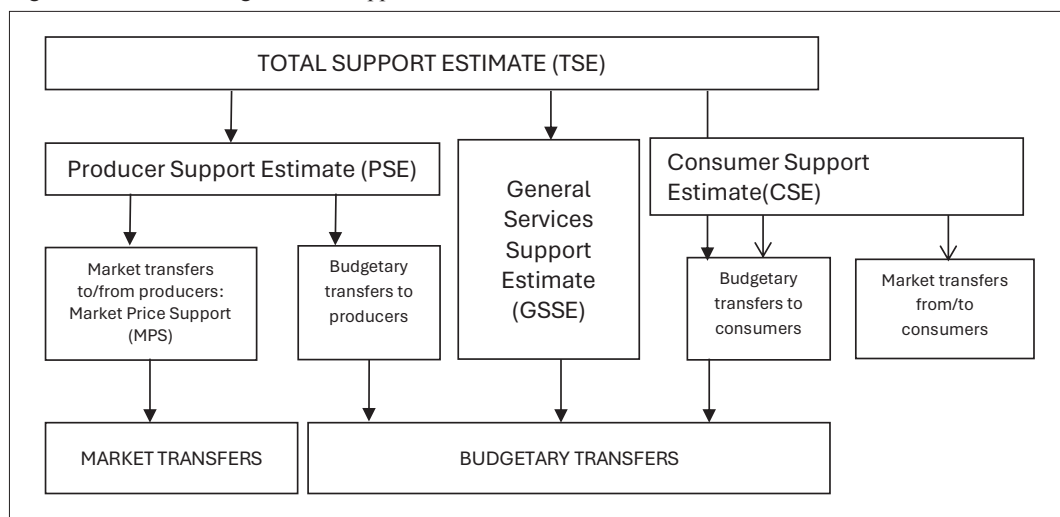 TOTAL SUPPORT ESTIMATE (TSE)
Producer Support Estimate (PSE)
General
Services
Support
Estimate
(GSSE)
Consumer Support
Estimate(CSE)
Market transfers
to/from producers:
Market Price Support
(MPS)
Budgetary
transfers to
producers
Budgetary
transfers to
consumers
Market transfers
from/to
consumers
MARKET TRANSFERS
BUDGETARY TRANSFERS